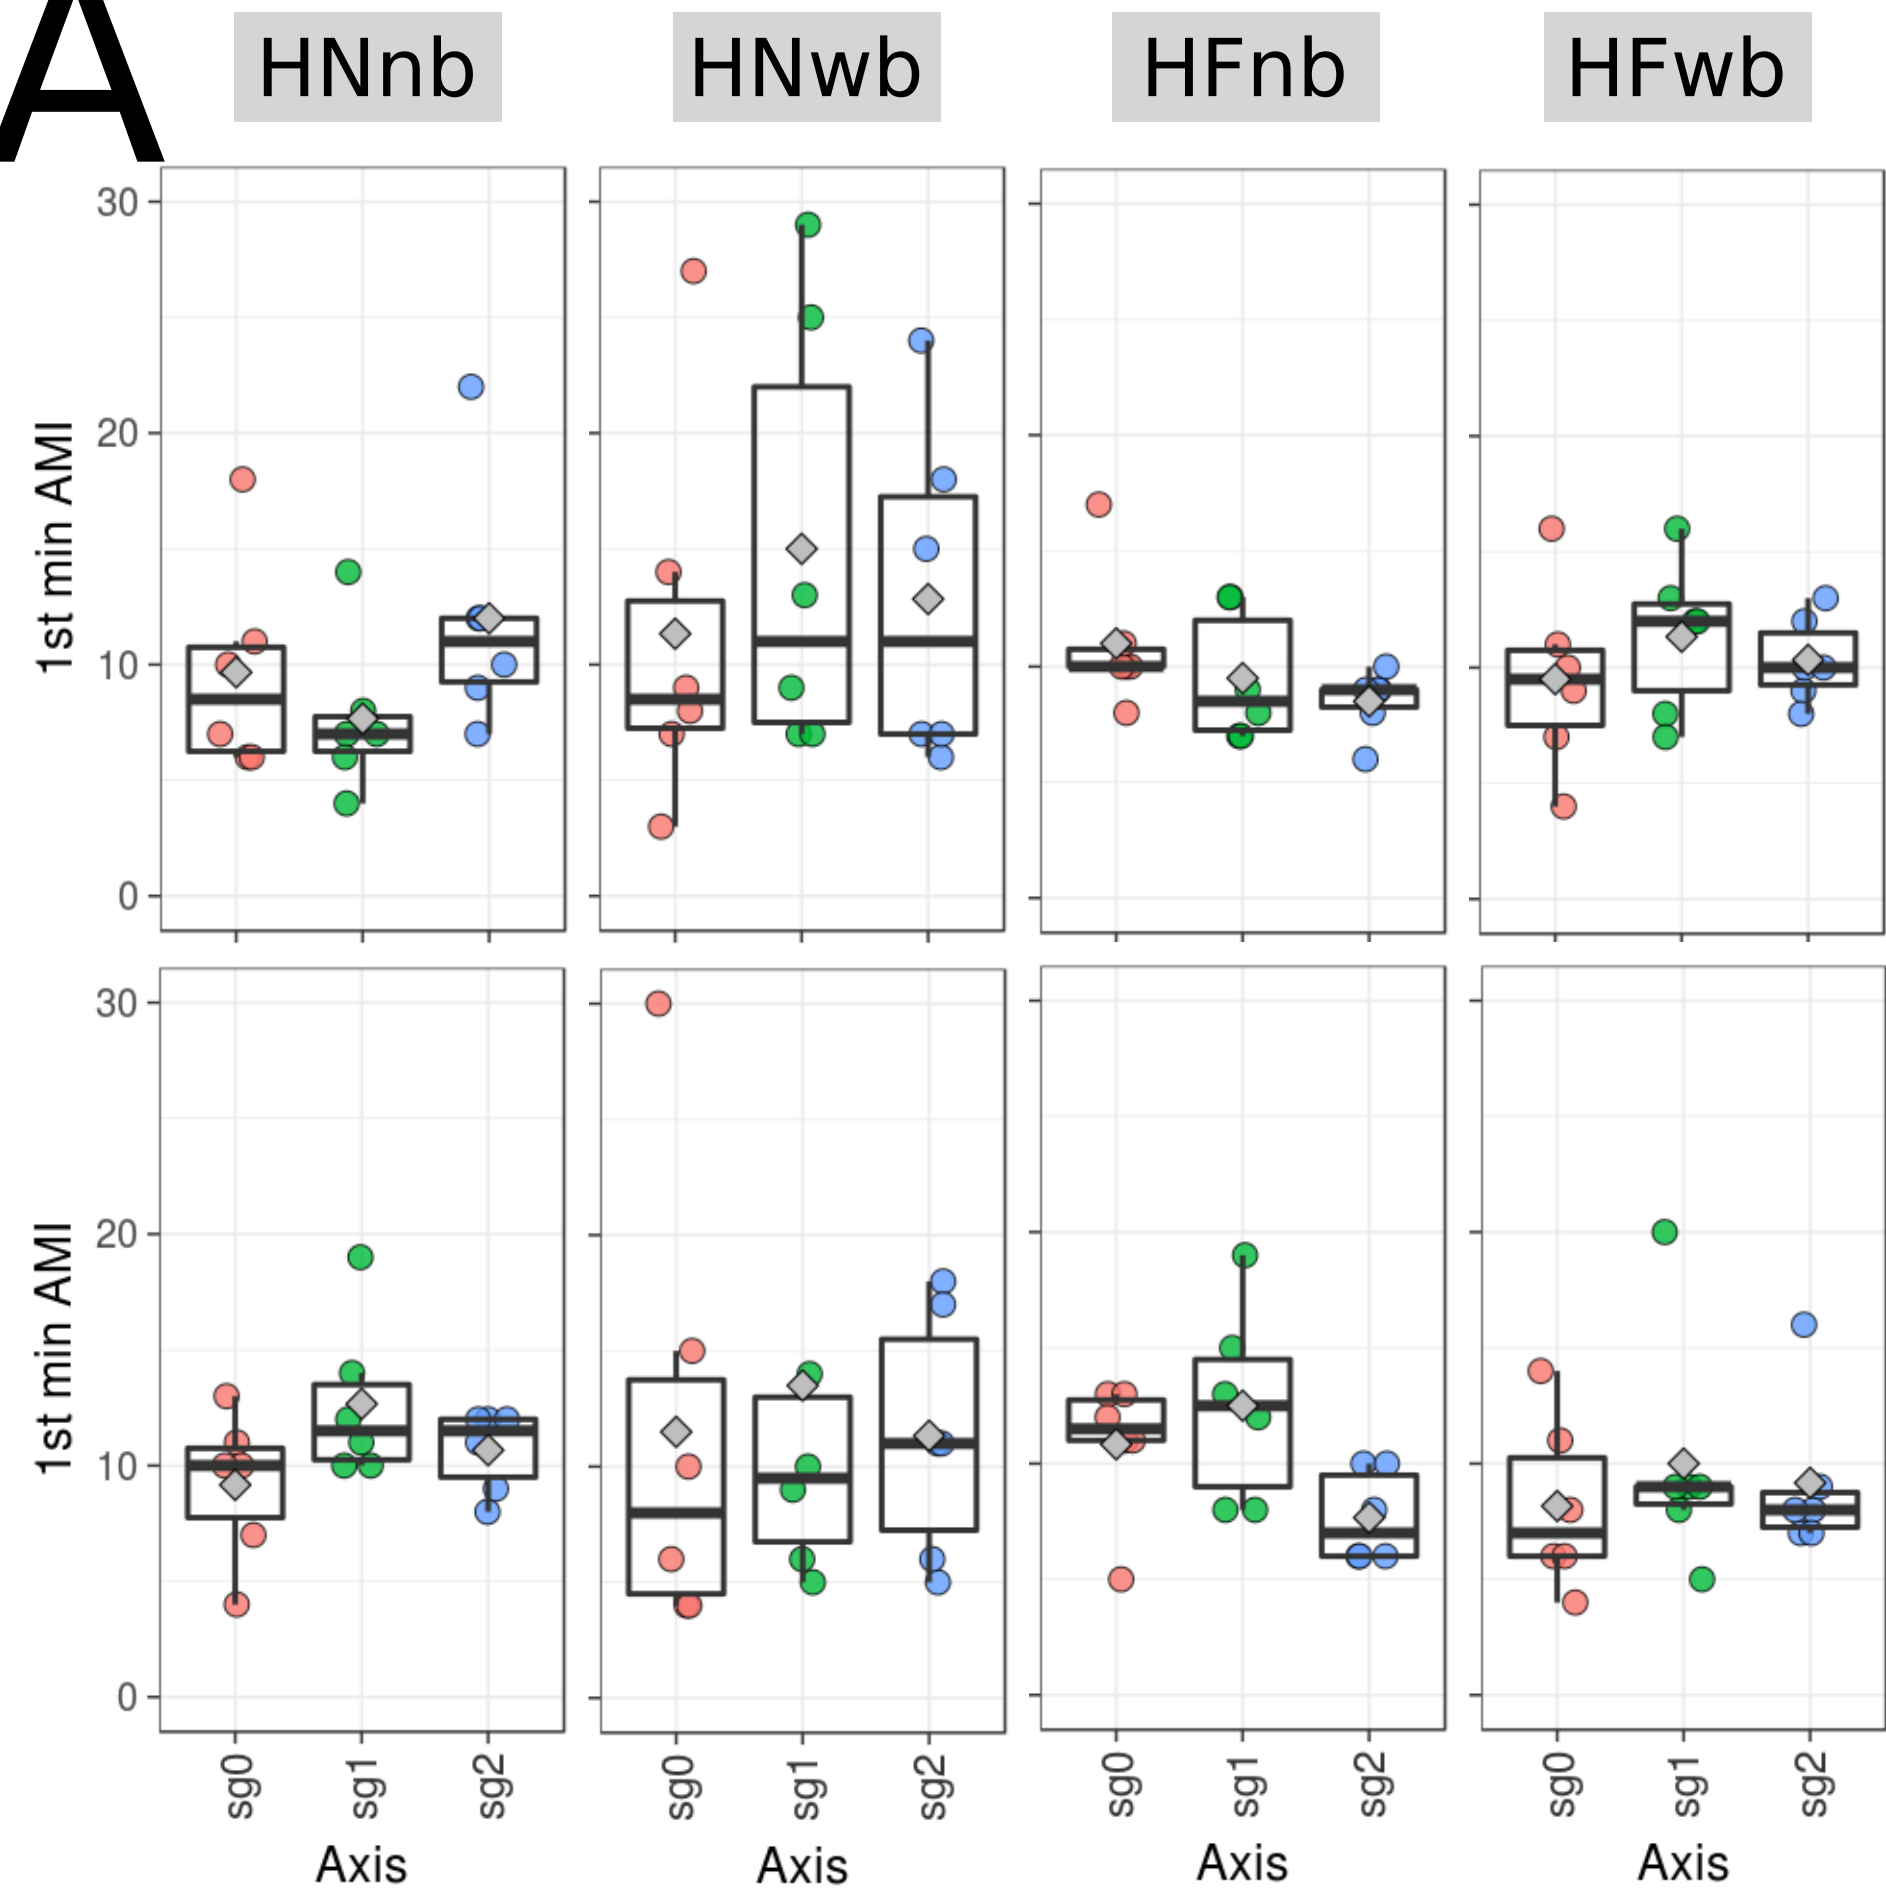 A
HNnb HNwb HFnb HFwb
1st min AMI
30
20
10
0
1st min AMI
30
20
10
0
sg0 sg1 sg2 sg0 sg1 sg2 sg0 sg1 sg2 sg0 sg1 sg2
Axis Axis Axis Axis